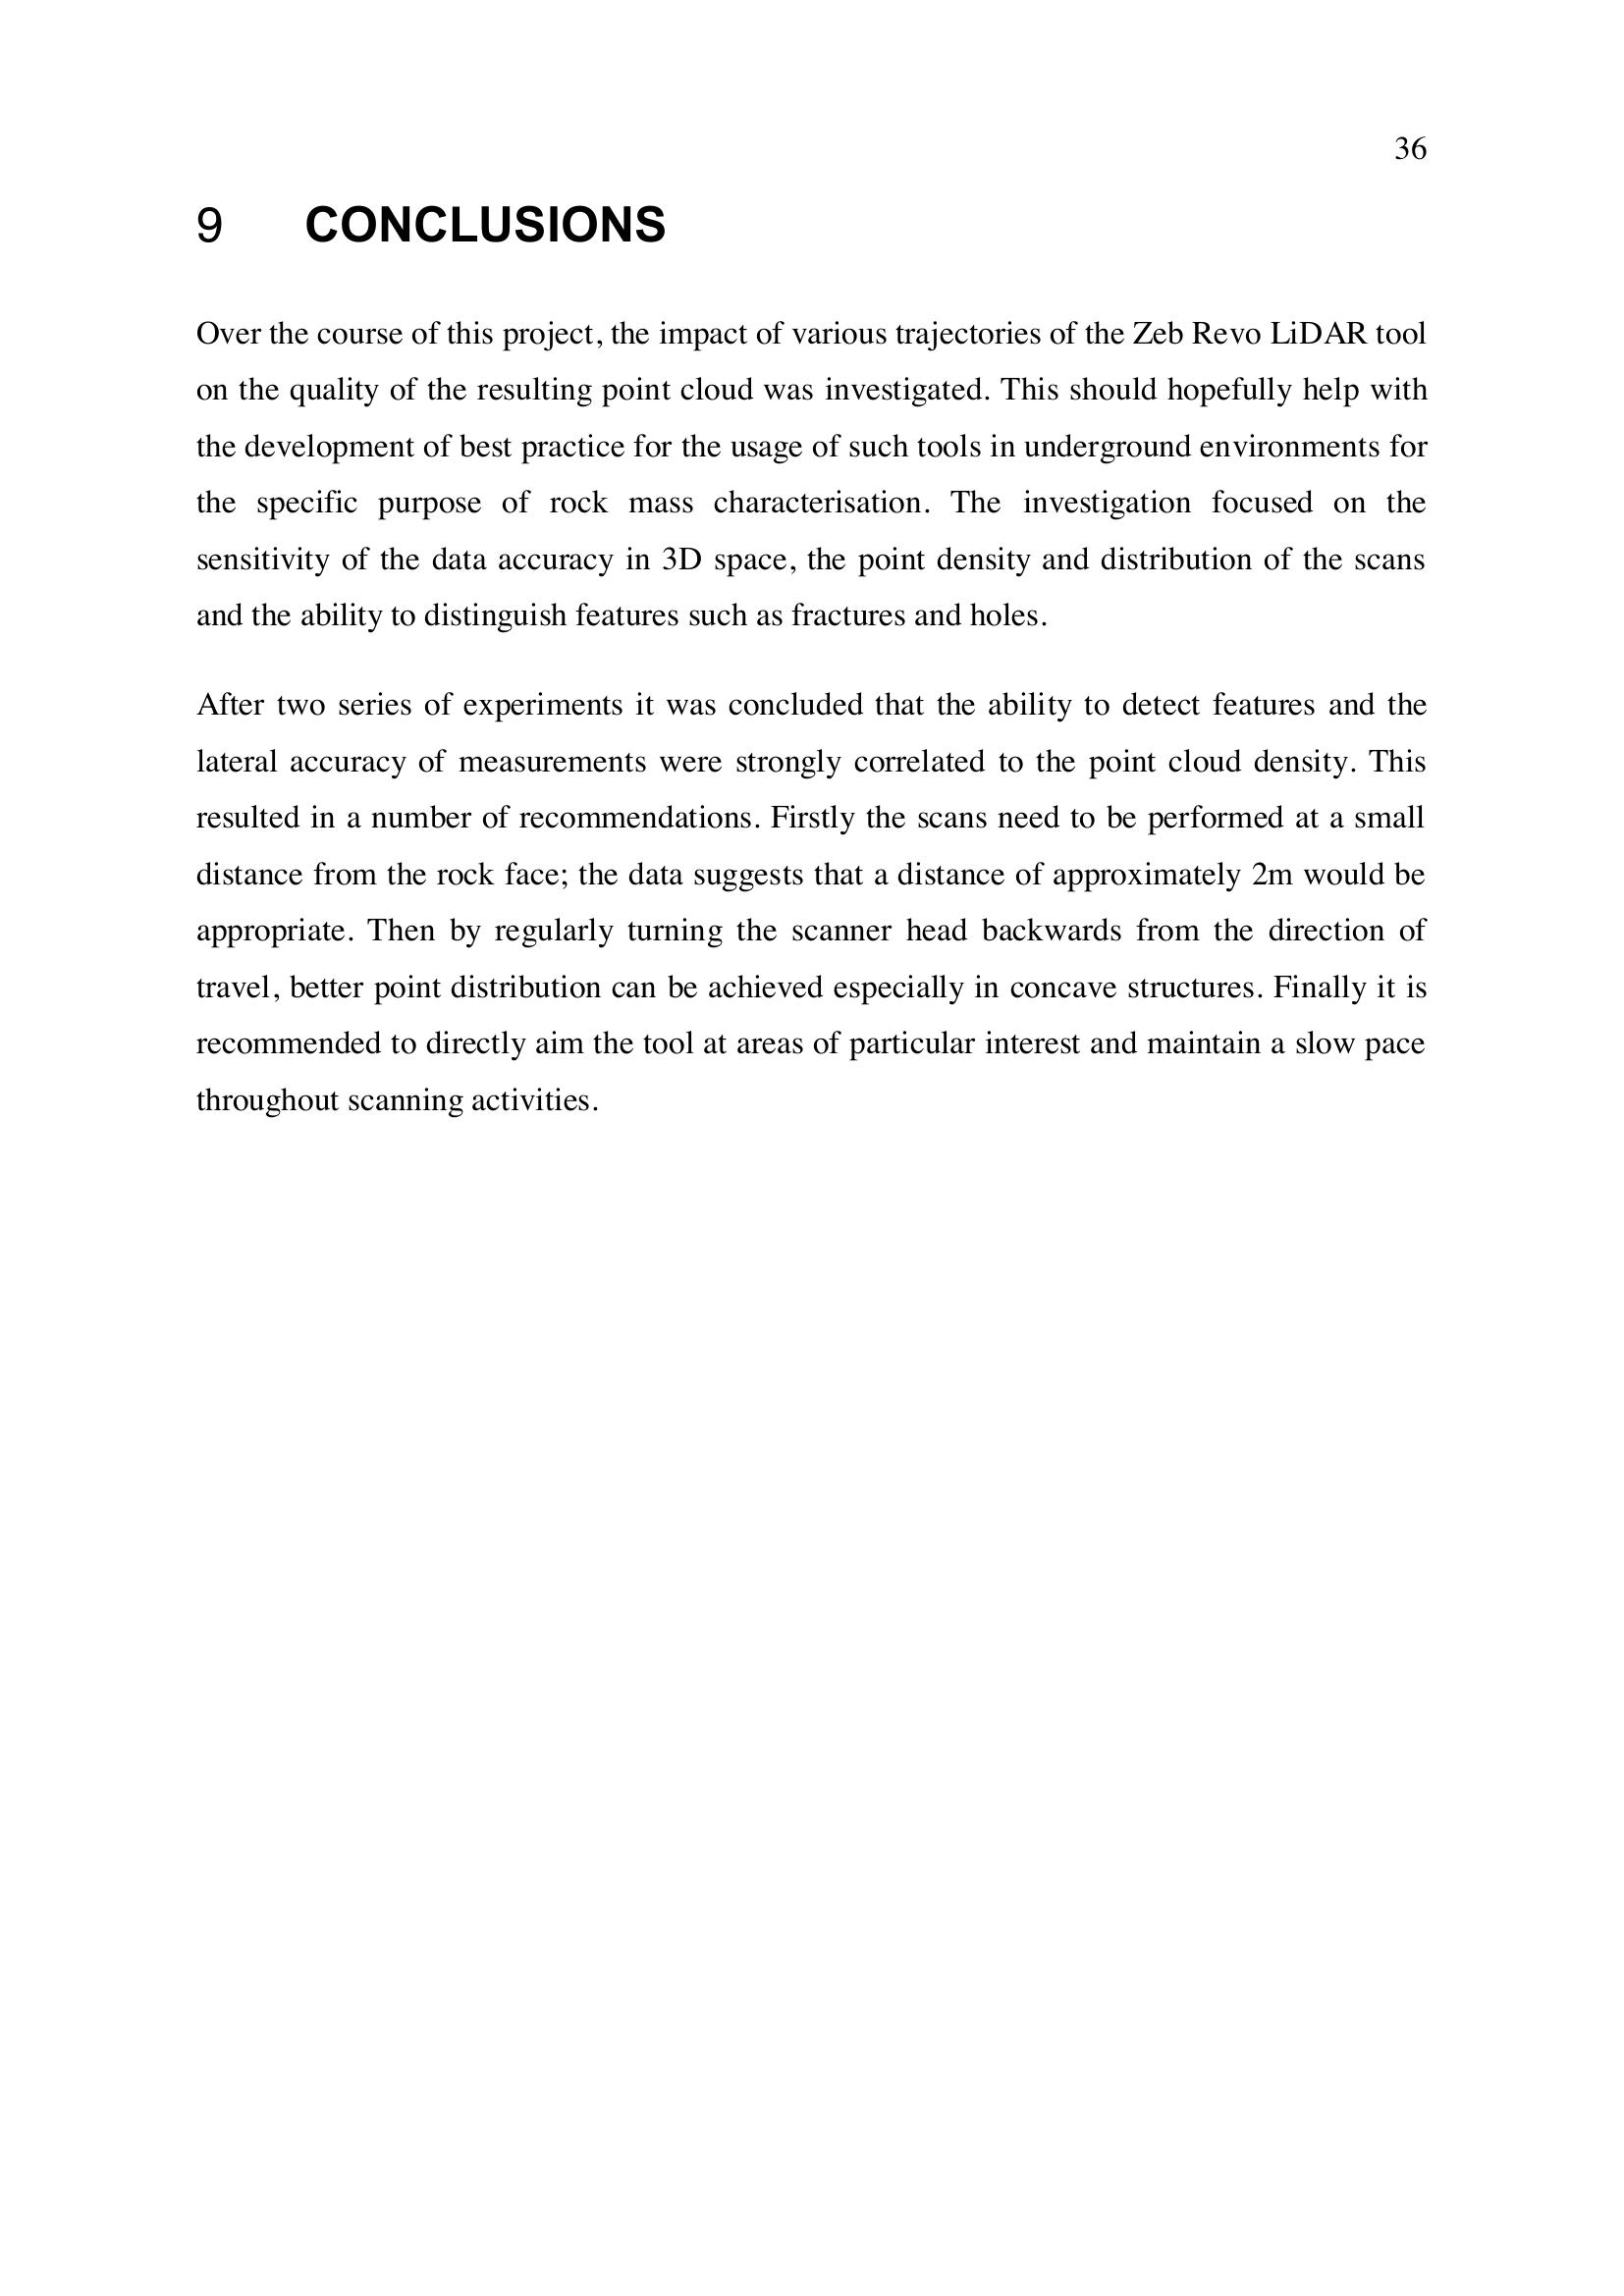 36
9 CONCLUSIONS
Over the course of this project, the impact of various trajectories of the Zeb Revo LiDAR tool
on the quality of the resulting point cloud was investigated. This should hopefully help with
the development of best practice for the usage of such tools in underground environments for
the specific purpose of rock mass characterisation. The investigation focused on the
sensitivity of the data accuracy in 3D space, the point density and distribution of the scans
and the ability to distinguish features such as fractures and holes.
After two series of experiments it was concluded that the ability to detect features and the
lateral accuracy of measurements were strongly correlated to the point cloud density. This
resulted in a number of recommendations. Firstly the scans need to be performed at a small
distance from the rock face; the data suggests that a distance of approximately 2m would be
appropriate. Then by regularly turning the scanner head backwards from the direction of
travel, better point distribution can be achieved especially in concave structures. Finally it is
recommended to directly aim the tool at areas of particular interest and maintain a slow pace
throughout scanning activities.